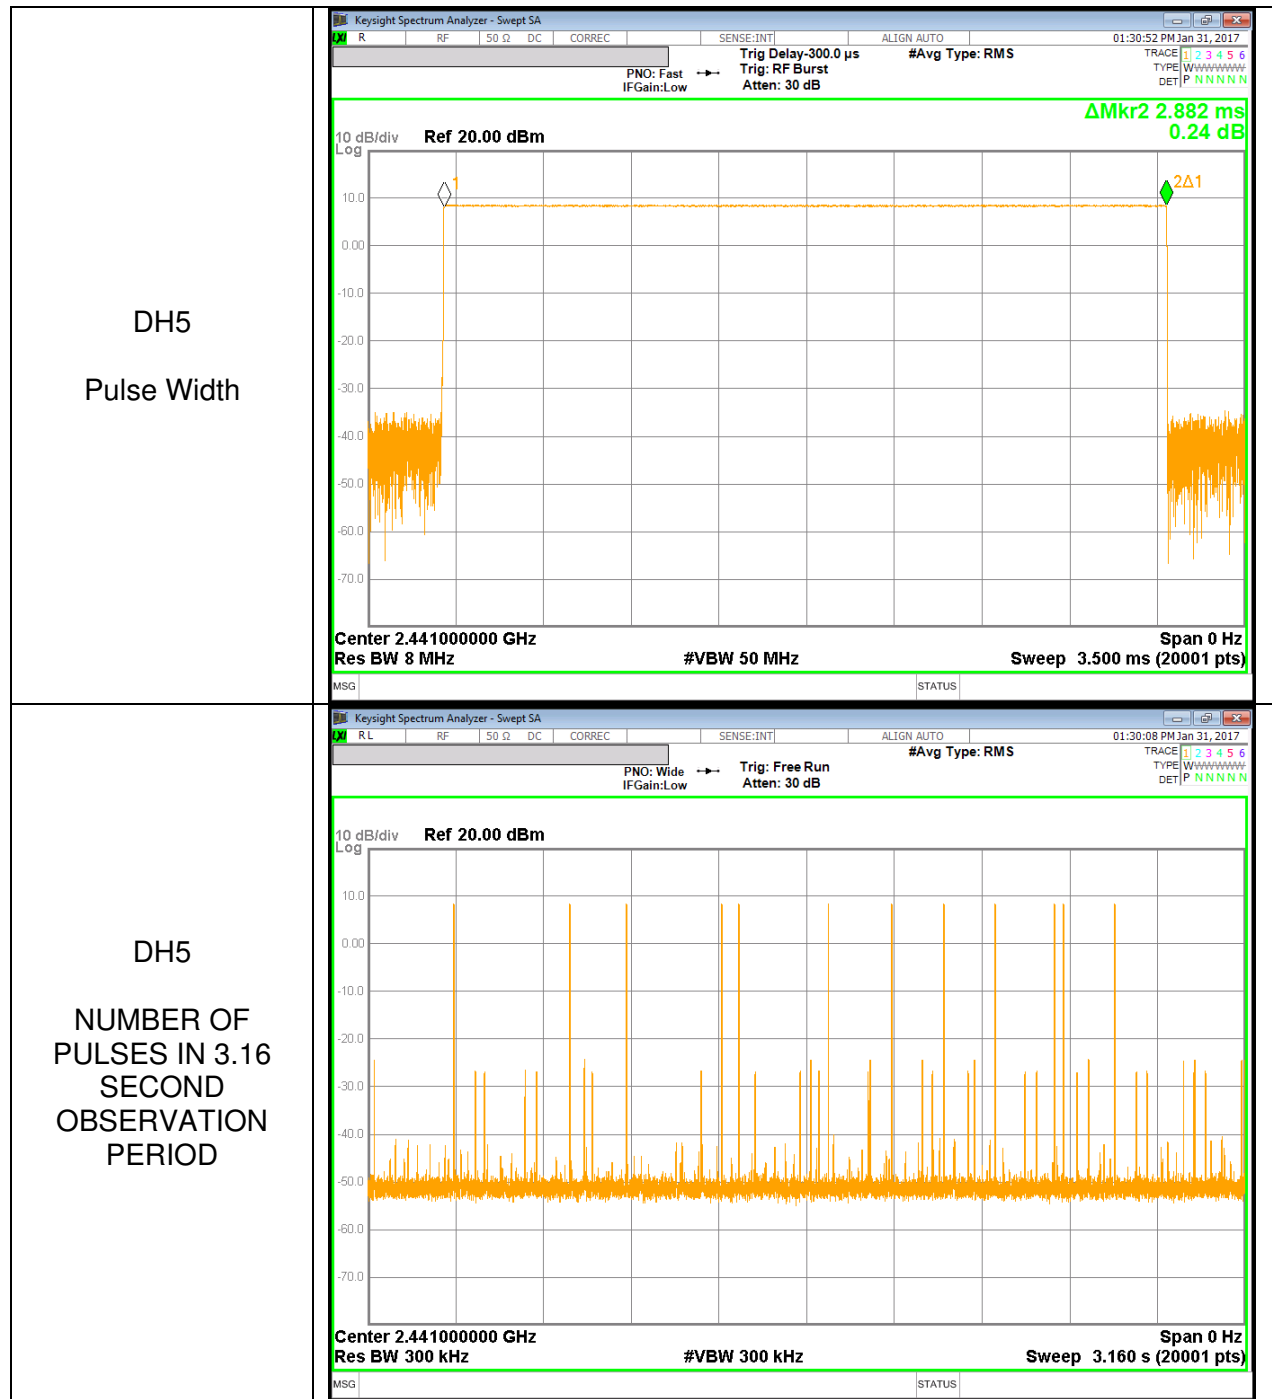 DH5
Pulse Width
Keysight Spectrum Analyzer - Swept SA
LXI R RF 50 Ω DC CORREC SENSE:INT ALIGN AUTO 01:30:52 PM Jan 31, 2017
Trig Delay-300.0 µs #Avg Type: RMS TRACE 1 2 3 4 5 6
PNO: Fast Trig: RF Burst TYPE WWWWWW
IFGain:Low Atten: 30 dB DET P N N N N N
ΔMkr2 2.882 ms
0.24 dB
10 dB/div Ref 20.00 dBm
Log
1
2Δ1
10.0
0.00
-10.0
-20.0
-30.0
-40.0
-50.0
-60.0
-70.0
Center 2.441000000 GHz Span 0 Hz
Res BW 8 MHz #VBW 50 MHz Sweep 3.500 ms (20001 pts)
MSG STATUS
DH5
NUMBER OF
PULSES IN 3.16
SECOND
OBSERVATION
PERIOD
Keysight Spectrum Analyzer - Swept SA
LXI R L RF 50 Ω DC CORREC SENSE:INT ALIGN AUTO 01:30:08 PM Jan 31, 2017
#Avg Type: RMS TRACE 1 2 3 4 5 6
PNO: Wide Trig: Free Run TYPE WWWWWW
IFGain:Low Atten: 30 dB DET P N N N N N
10 dB/div Ref 20.00 dBm
Log
10.0
0.00
-10.0
-20.0
-30.0
-40.0
-50.0
-60.0
-70.0
Center 2.441000000 GHz Span 0 Hz
Res BW 300 kHz #VBW 300 kHz Sweep 3.160 s (20001 pts)
MSG STATUS